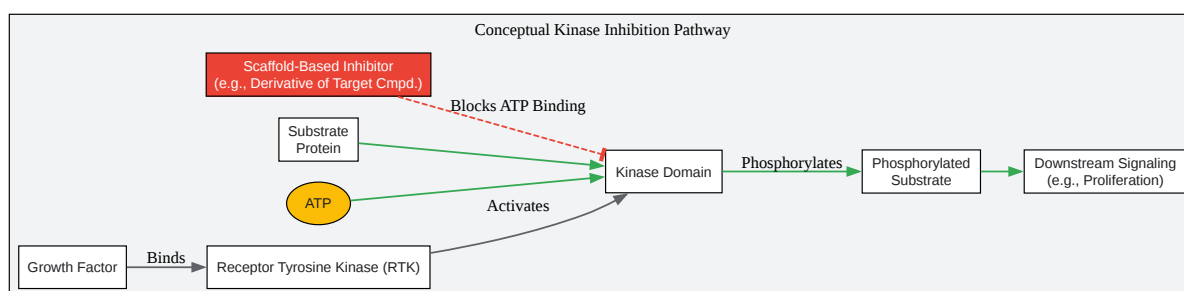 Conceptual Kinase Inhibition Pathway
Scaffold-Based Inhibitor
(e.g., Derivative of Target Cmpd.)
Blocks ATP Binding
Substrate
Protein
Kinase Domain
Phosphorylates
Phosphorylated
Substrate
Downstream Signaling
(e.g., Proliferation)
ATP
Activates
Growth Factor
Binds
Receptor Tyrosine Kinase (RTK)